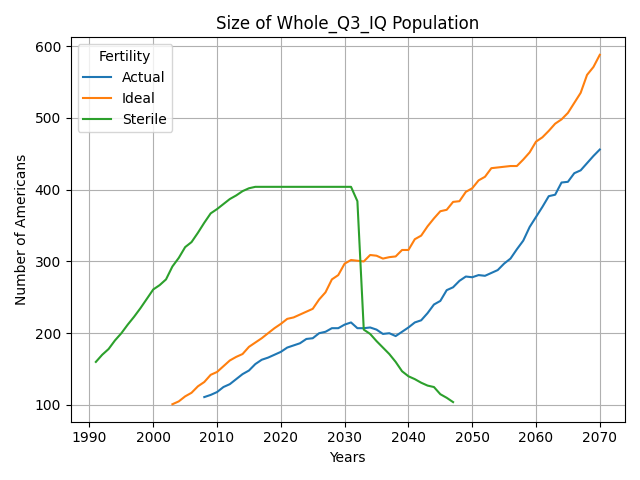 Size of Whole_Q3_IQ Population
Fertility
Actual
Ideal
Sterile
Number of Americans
600
500
400
300
200
100
1990 2000 2010 2020 2030 2040 2050 2060 2070
Years